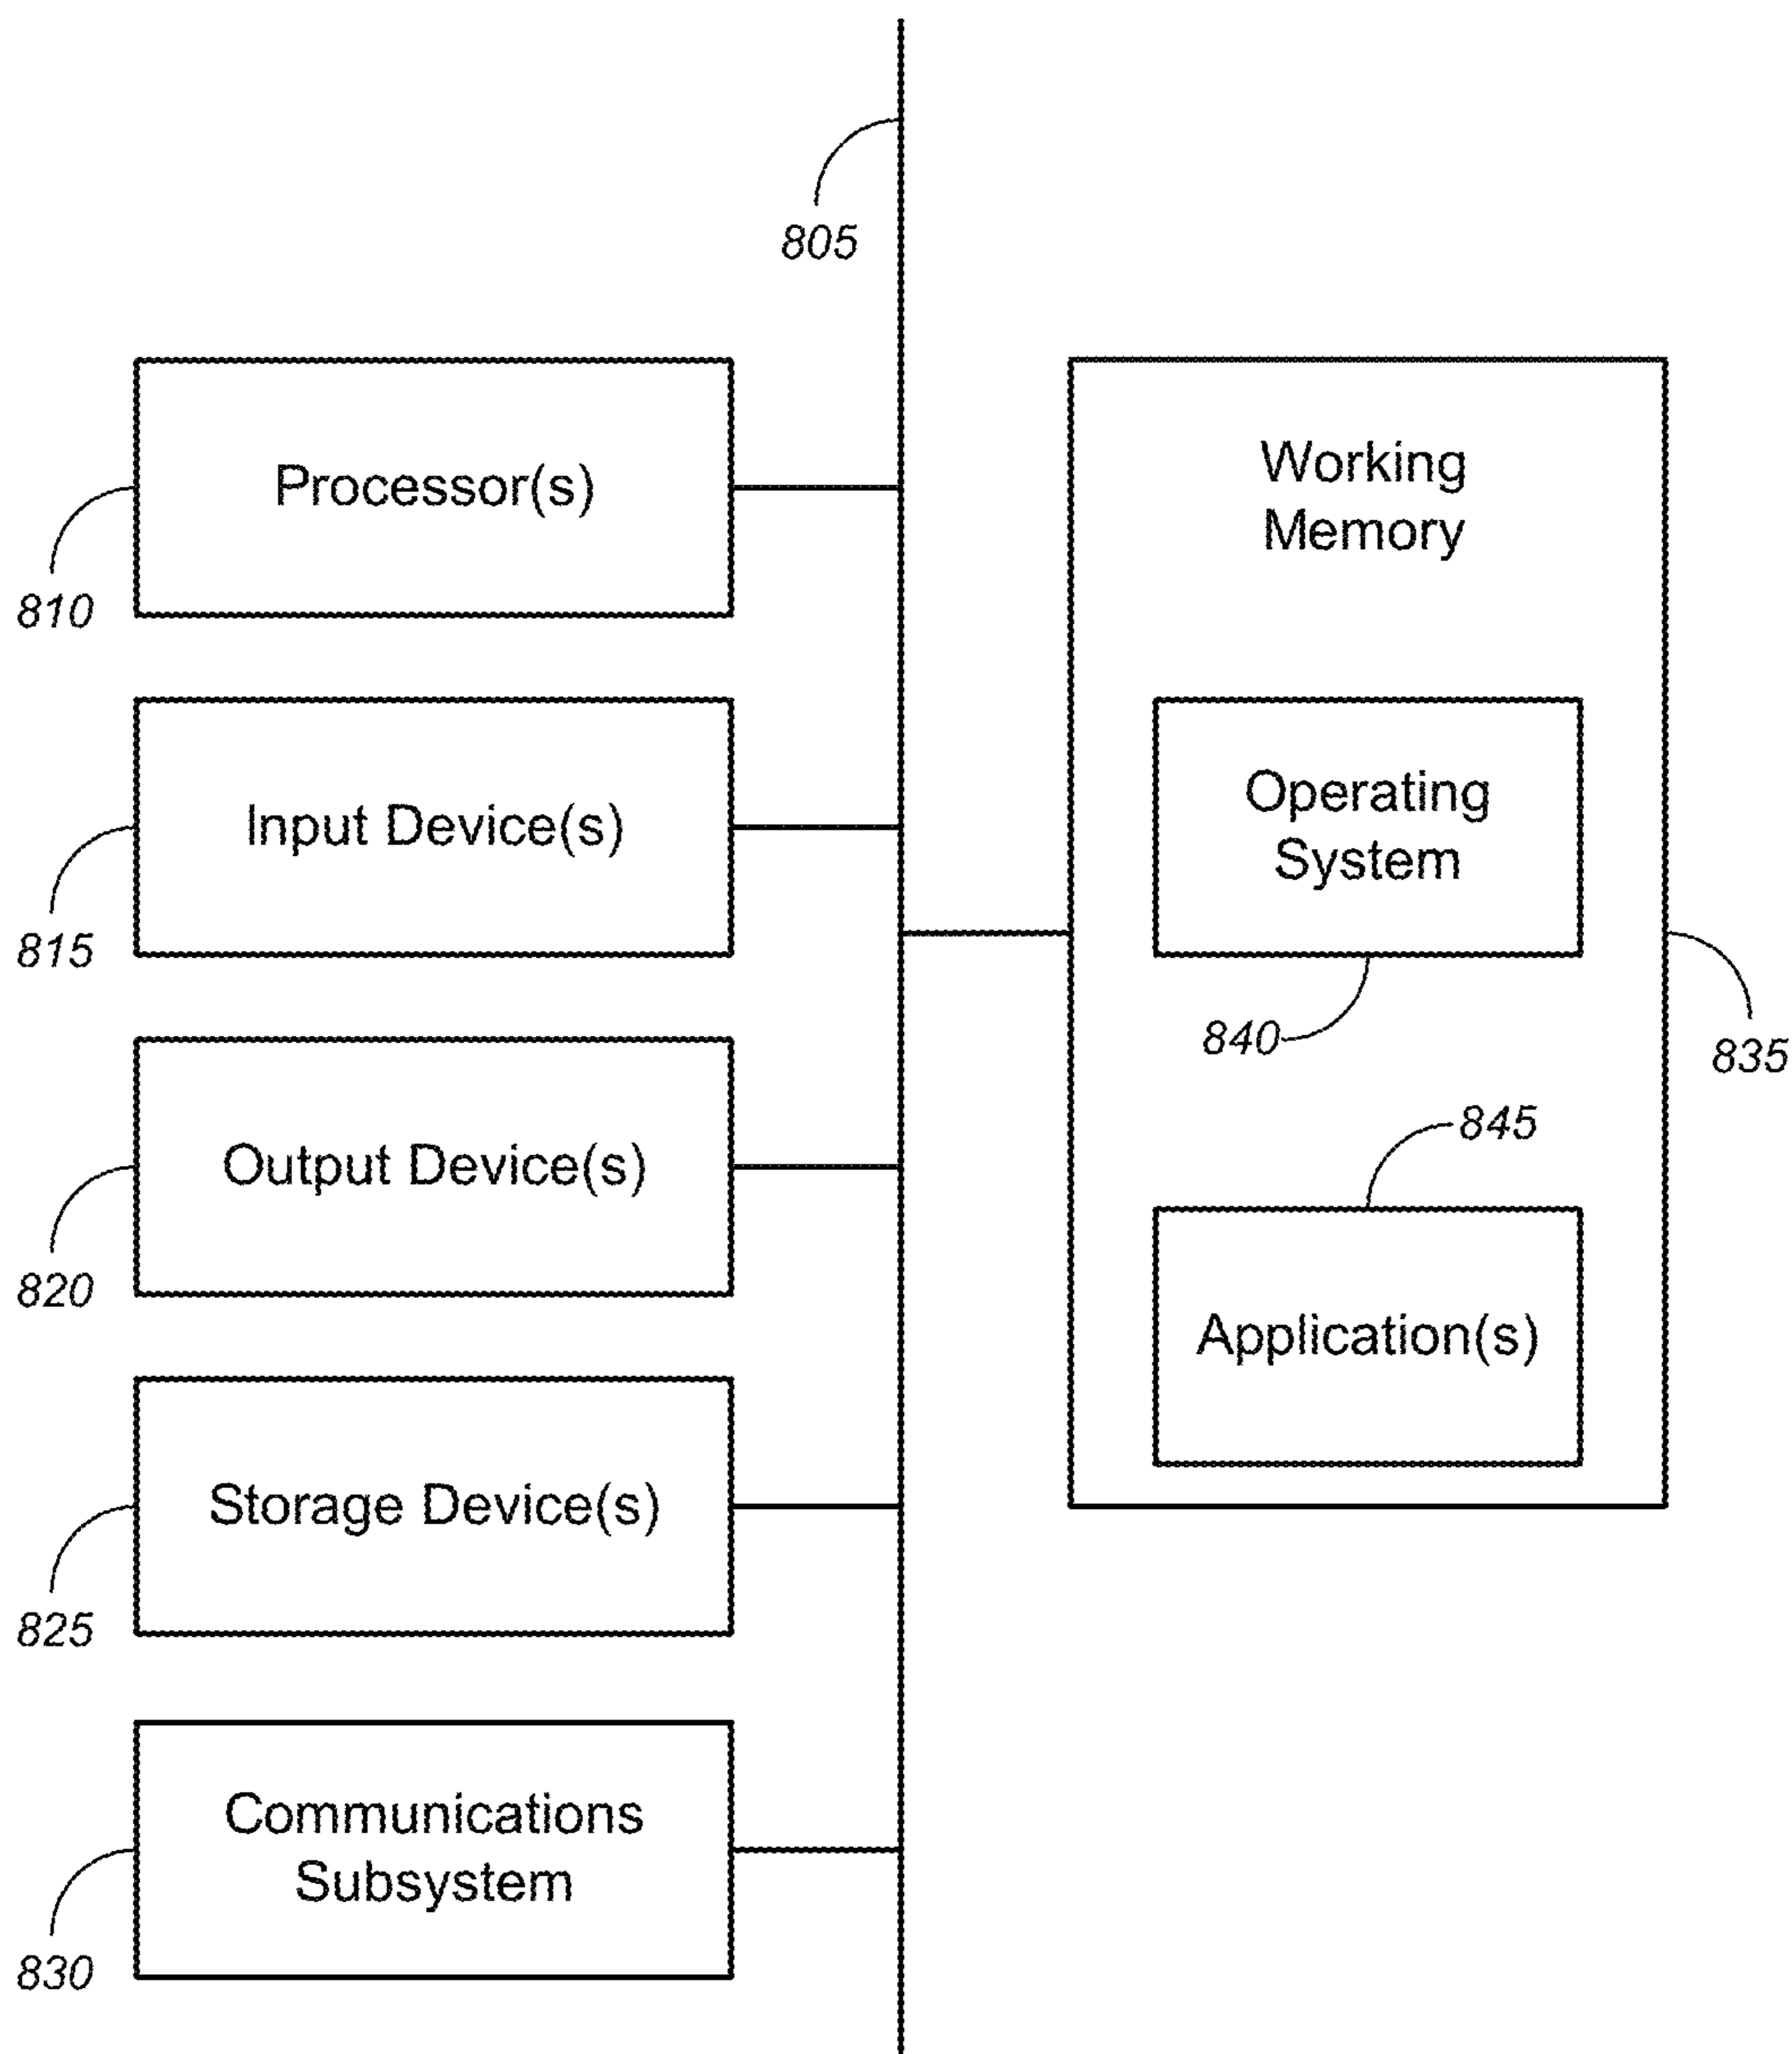 805
Processor(s)
810
Input Device(s)
815
Output Device(s)
820
Storage Device(s)
825
Communications
Subsystem
830
Working
Memory
Operating
System
840
835
845
Application(s)